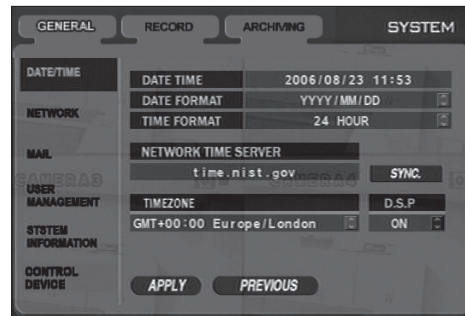 GENERAL RECORD ARCHIVING SYSTEM
DATE/TIME
NETWORK
MAIL
USER
MANAGEMENT
STSTEM
INFORMATION
CONTROL
DEVICE
DATE TIME 2006/08/23 11:53
DATE FORMAT YYYY/MM/DD
TIME FORMAT 24 HOUR
NETWORK TIME SERVER
time.nist.gov SYNC.
TIMEZONE D.S.P
GMT+00:00 Europe/London ON
APPLY PREVIOUS
CAMERA3
CAMERA4